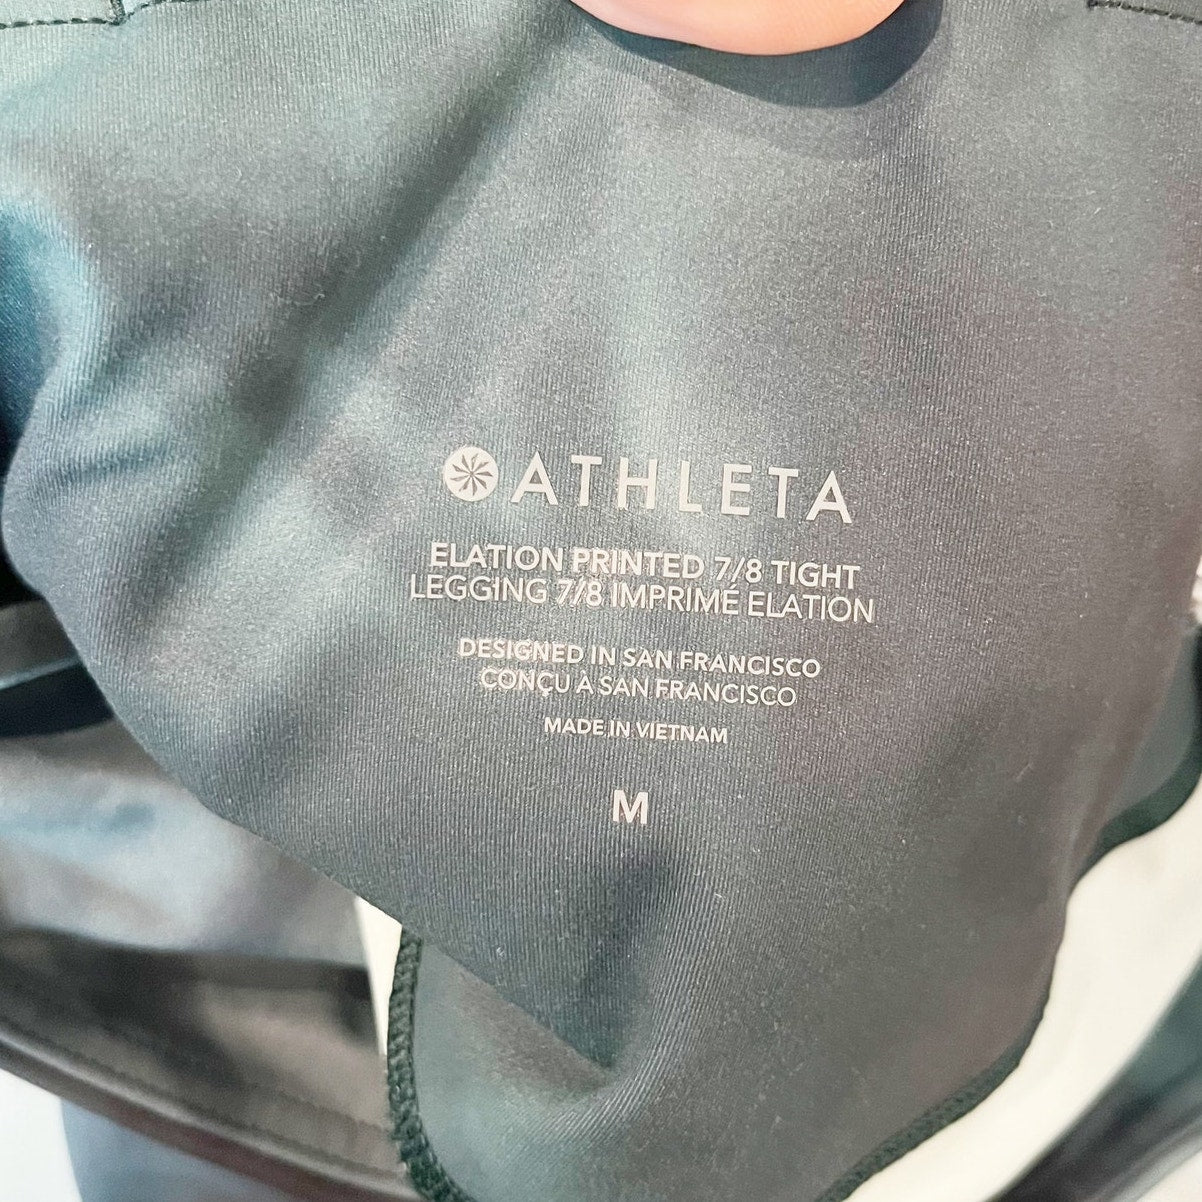 ATHLETA
ELATION PRINTED 7/8 TIGHT
LEGGING 7/8 IMPRIMÉ ELATION
DESIGNED IN SAN FRANCISCO
CONÇU A SAN FRANCISCO
MADE IN VIETNAM
M